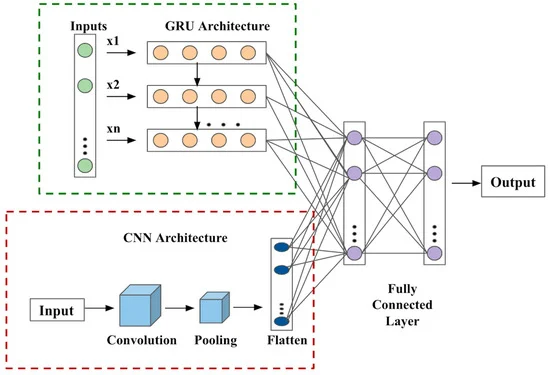 Inputs
GRU Architecture
x1
x2
xn
CNN Architecture
Input
Convolution
Pooling
Flatten
Fully
Connected
Layer
Output